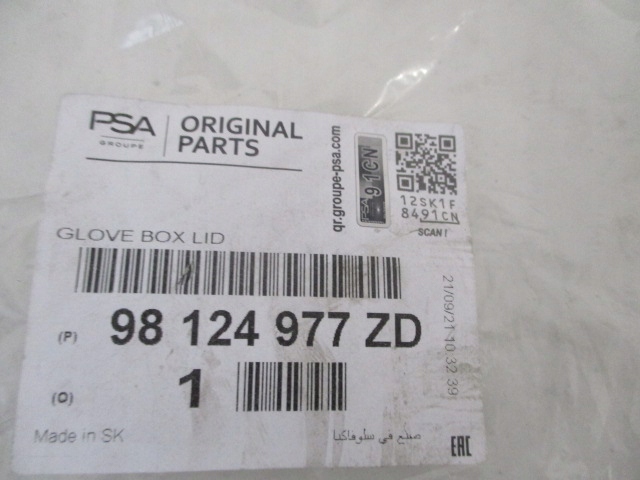 PSA
GROUPE
ORIGINAL
PARTS
qr.groupe-psa.com
PSA
91CN
12SK1F
8491CN
SCAN!
GLOVE BOX LID
(P) 98 124 977 ZD
21/09/21 10:32:39
(Q) 1
Made in SK
صنع في سلوفاكيا
EAC